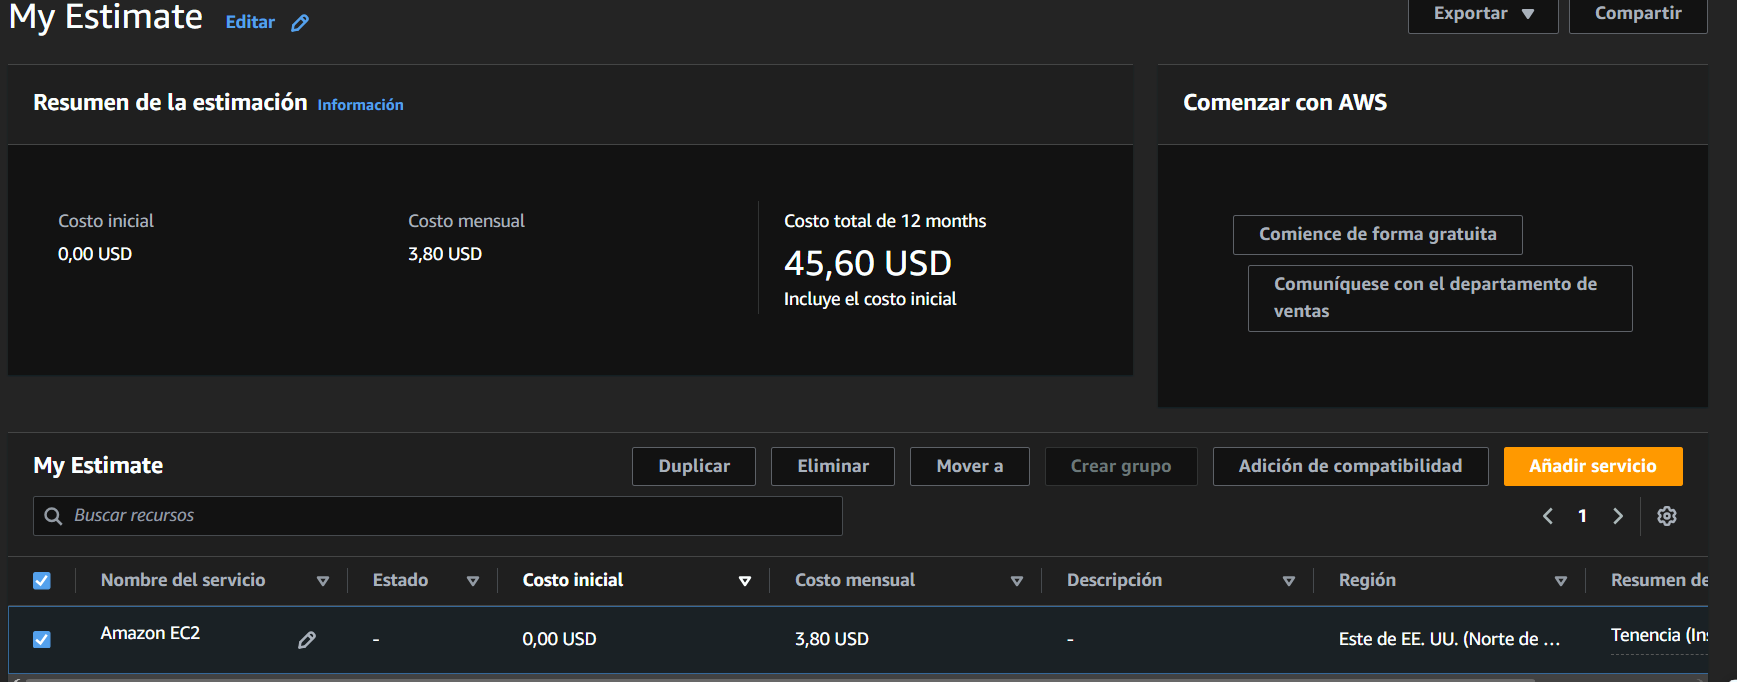 My Estimate Editar
Exportar Compartir
Resumen de la estimación Información
Costo inicial
0,00 USD
Costo mensual
3,80 USD
Costo total de 12 months
45,60 USD
Incluye el costo inicial
Comenzar con AWS
Comience de forma gratuita
Comuníquese con el departamento de
ventas
My Estimate
Duplicar Eliminar Mover a Crear grupo Adición de compatibilidad Añadir servicio
Buscar recursos
1
Nombre del servicio Estado Costo inicial Costo mensual Descripción Región Resumen de
Amazon EC2 - 0,00 USD 3,80 USD - Este de EE. UU. (Norte de ... Tenencia (Ins